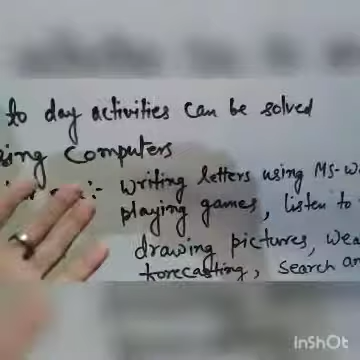 to day activities can be solved
computers
:- writing letters using MS-W
playing games, listen to
drawing pictures, wea
forecasting, search an
InShOt